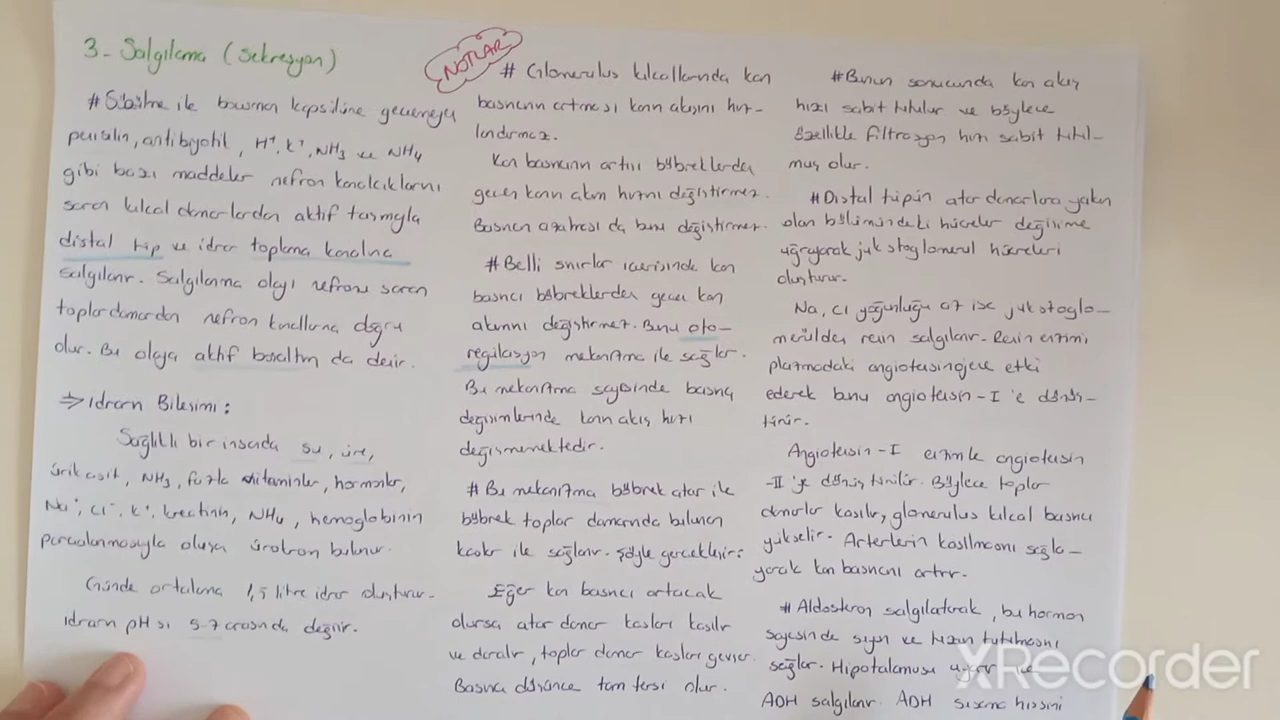 3- Salgılama (Sekresyon)
# Süzülme ile bowman kapsülüne geçemeyen
penisilin, antibiyotik, H⁺, K⁺, NH3 ve NH4
gibi bazı maddeler nefron kanalcıklarını
saran kılcal damarlardan aktif taşımayla
distal tüp ve idrar toplama kanalına
salgılanır. Salgılanma olayı nefronu saran
toplardamardan nefron kanallarına doğru
olur. Bu olaya aktif boşaltım da denir.
⇒ İdrarın Bileşimi:
Sağlıklı bir insanda su, üre,
ürik asit, NH3, fazla vitaminler, hormonlar,
Na⁺, Cl⁻, K⁺, kreatinin, NH4, hemoglobinin
parçalanmasıyla oluşan ürobilin bulunur.
Günde ortalama 1,5 litre idrar oluşturur.
İdrarın pH sı 5-7 arasında değişir.
NOTLAR
# Glomerulus kılcallarında kan
basıncının artması kanın akışını hız-
landırmaz.
Kan basıncının artışı böbreklerden
geçen kanın akım hızını değiştirmez.
Basıncın azalması da bunu değiştirmez.
# Belli sınırlar içerisinde kan
basıncı böbreklerden geçen kan
akımını değiştirmez. Bunu oto-
regülasyon mekanizma ile sağlar.
Bu mekanizma sayesinde basınç
değişimlerinde kanın akış hızı
değişmemektedir.
# Bu mekanizma böbrek atar ile
böbrek toplar damarında bulunan
kaslar ile sağlanır. Şöyle gerçekleşir:
Eğer kan basıncı artacak
olursa atar damar kasları kasılır
ve daralır, toplar damar kasları gevşer.
Basınç düşünce tam tersi olur.
# Bunun sonucunda kan akış
hızı sabit tutulur ve böylece
özellikle filtrasyon hızı sabit tutul-
muş olur.
# Distal tüpün atar damarlara yakın
olan bölümündeki hücreler değişime
uğrayarak jukstaglomerul hücreleri
oluşturur.
Na, Cl yoğunluğu az ise jukstaglo-
merülden renin salgılanır. Renin enzimi
plazmadaki angiotensinojene etki
ederek bunu angiotensin-I'e dönüş-
türür.
Angiotensin-I enzimle angiotensin
-II'ye dönüştürülür. Böylece toplar
damarlar kasılır, glomerulus kılcal basıncı
yükselir. Arterlerin kasılmasını sağla-
yarak kan basıncını artırır.
# Aldosteron salgılatarak, bu hormon
sayesinde suyun ve tuzun tutulmasını
sağlar. Hipotalamusu
ADH salgılanır. ADH susama hissini
XRecorder